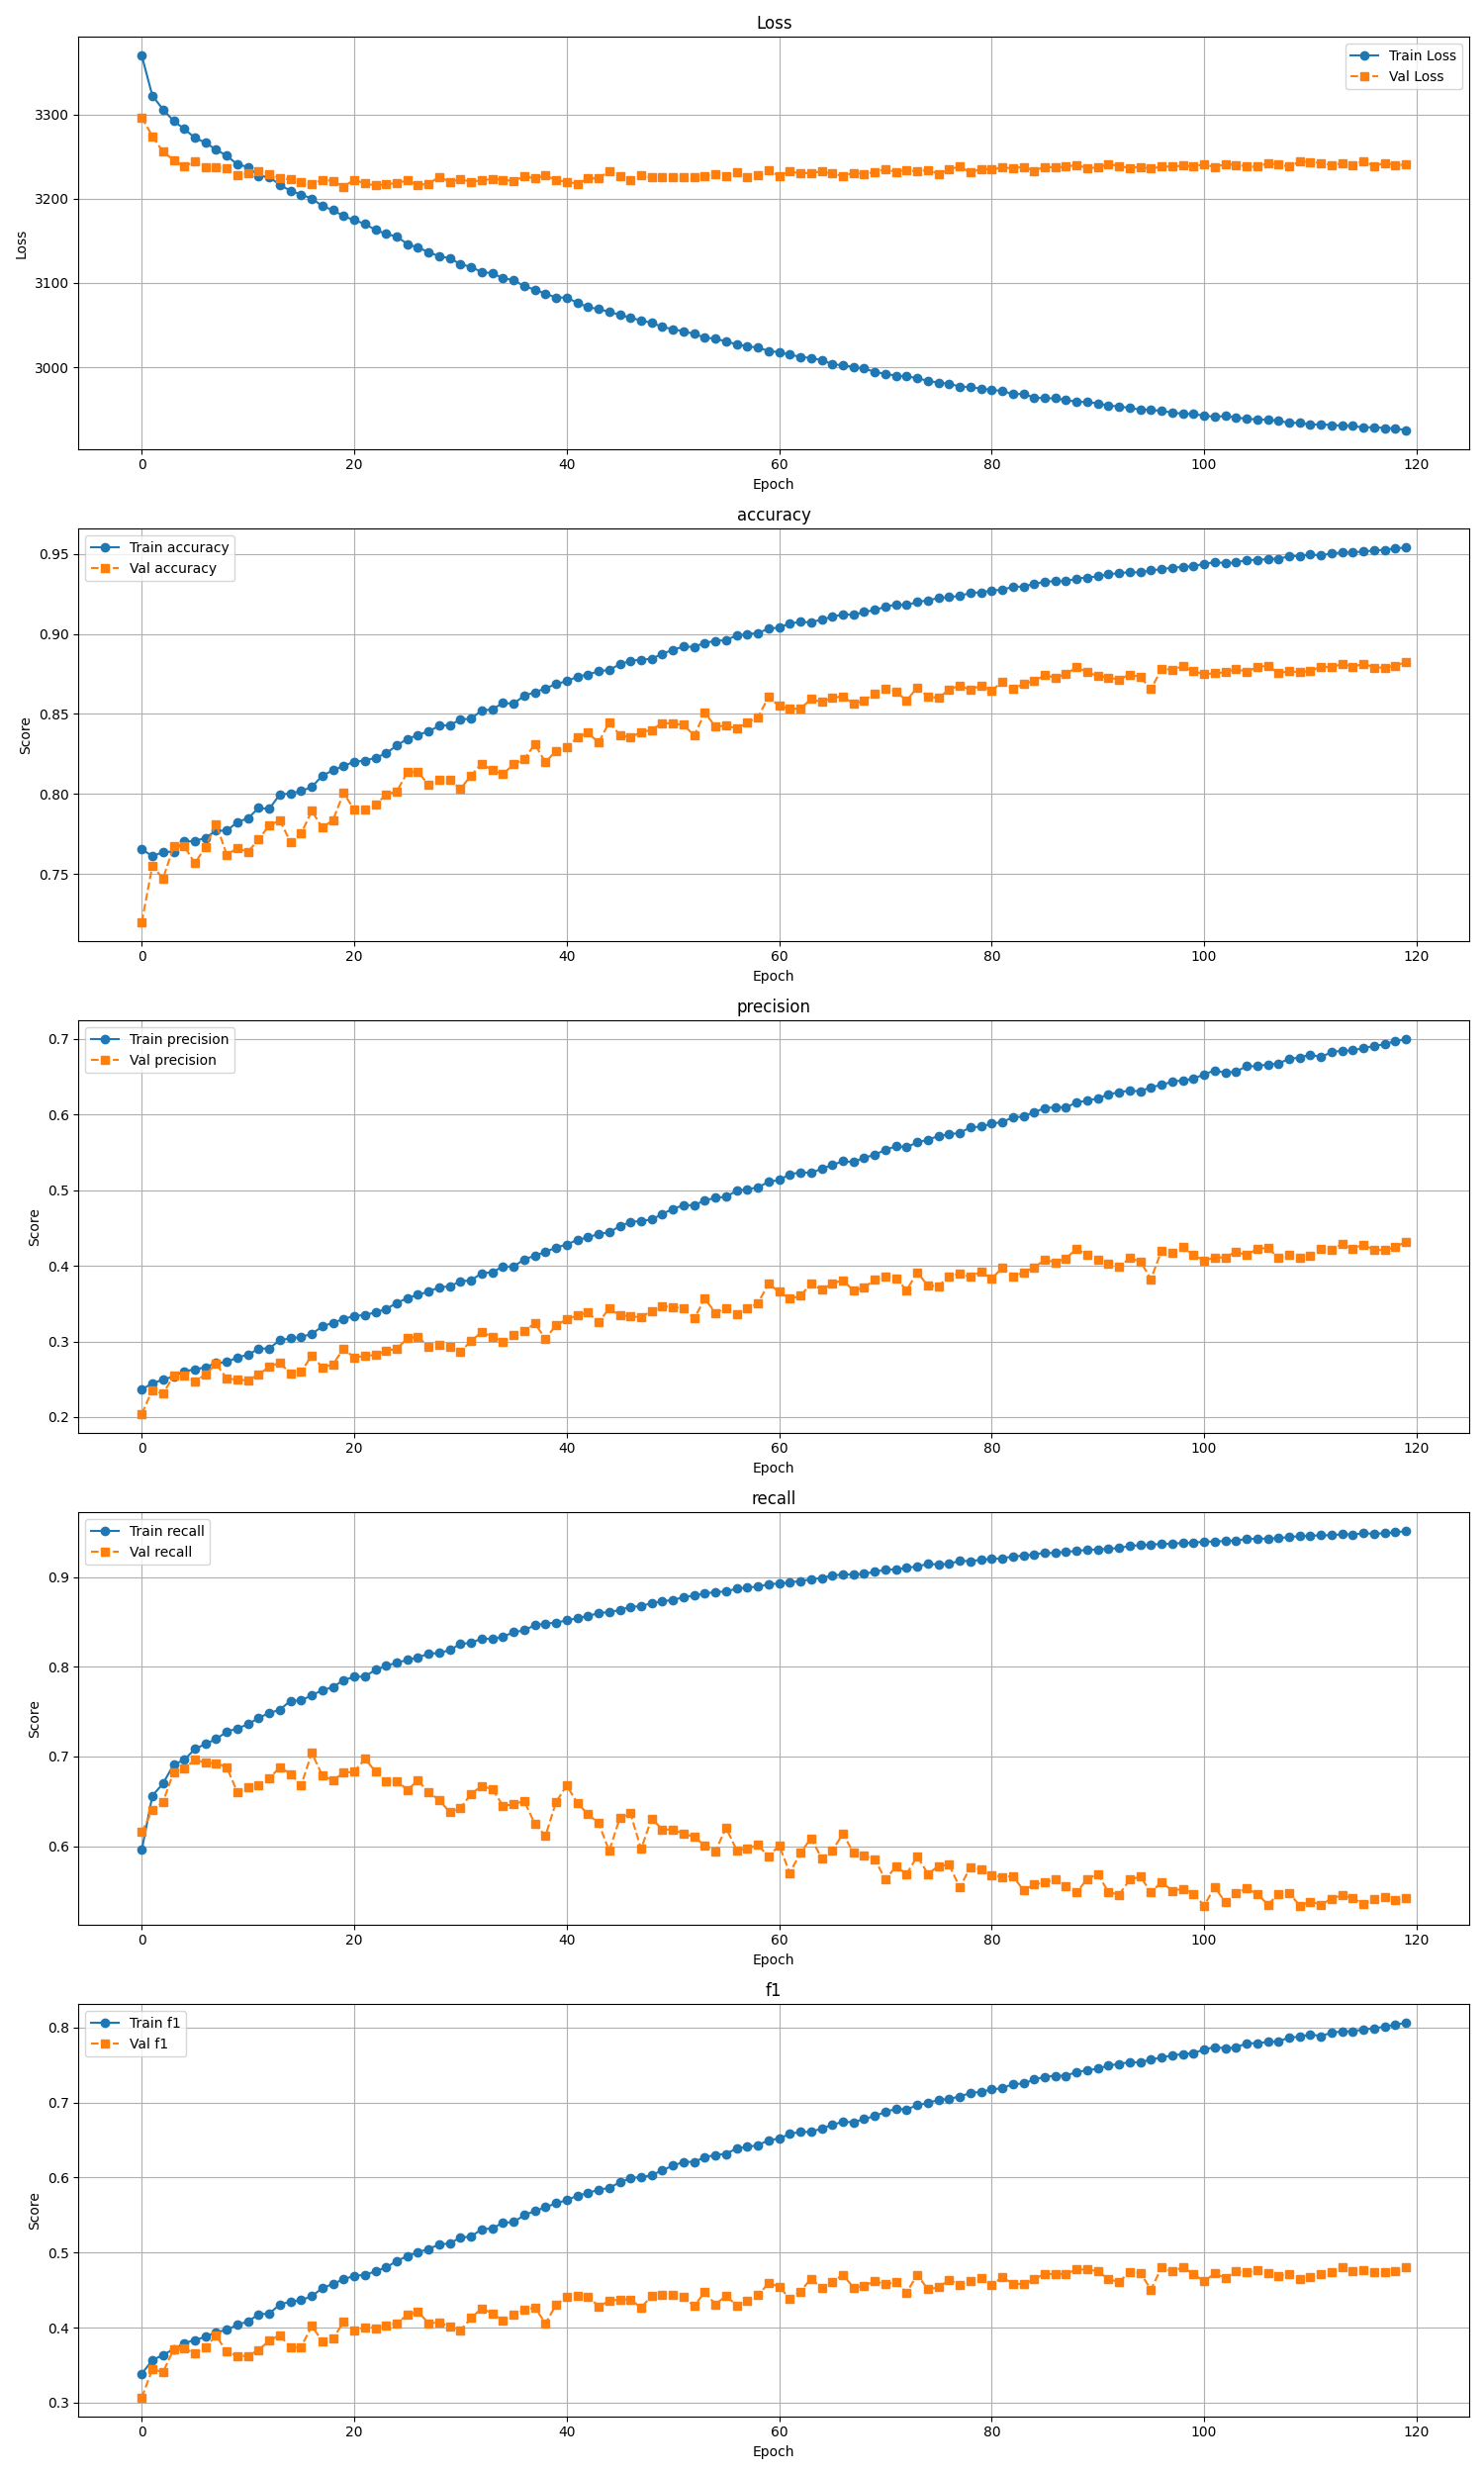 Loss
Train Loss
Val Loss
3300
3200
3100
3000
Loss
0 20 40 60 80 100 120
Epoch
accuracy
Train accuracy
Val accuracy
0.95
0.90
0.85
0.80
0.75
Score
0 20 40 60 80 100 120
Epoch
precision
Train precision
Val precision
0.7
0.6
0.5
0.4
0.3
0.2
Score
0 20 40 60 80 100 120
Epoch
recall
Train recall
Val recall
0.9
0.8
0.7
0.6
Score
0 20 40 60 80 100 120
Epoch
f1
Train f1
Val f1
0.8
0.7
0.6
0.5
0.4
0.3
Score
0 20 40 60 80 100 120
Epoch